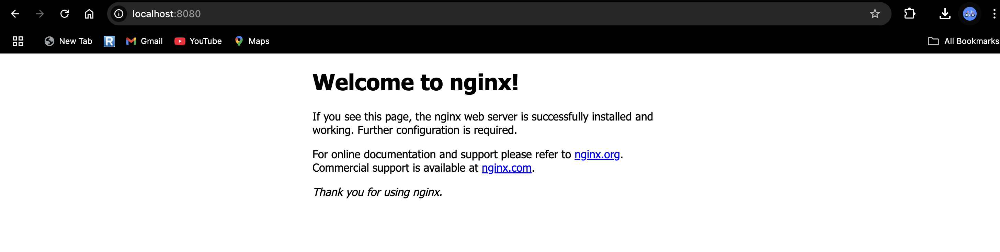 localhost:8080
New Tab
R
Gmail
YouTube
Maps
All Bookmarks
Welcome to nginx!
If you see this page, the nginx web server is successfully installed and
working. Further configuration is required.
For online documentation and support please refer to nginx.org.
Commercial support is available at nginx.com.
Thank you for using nginx.